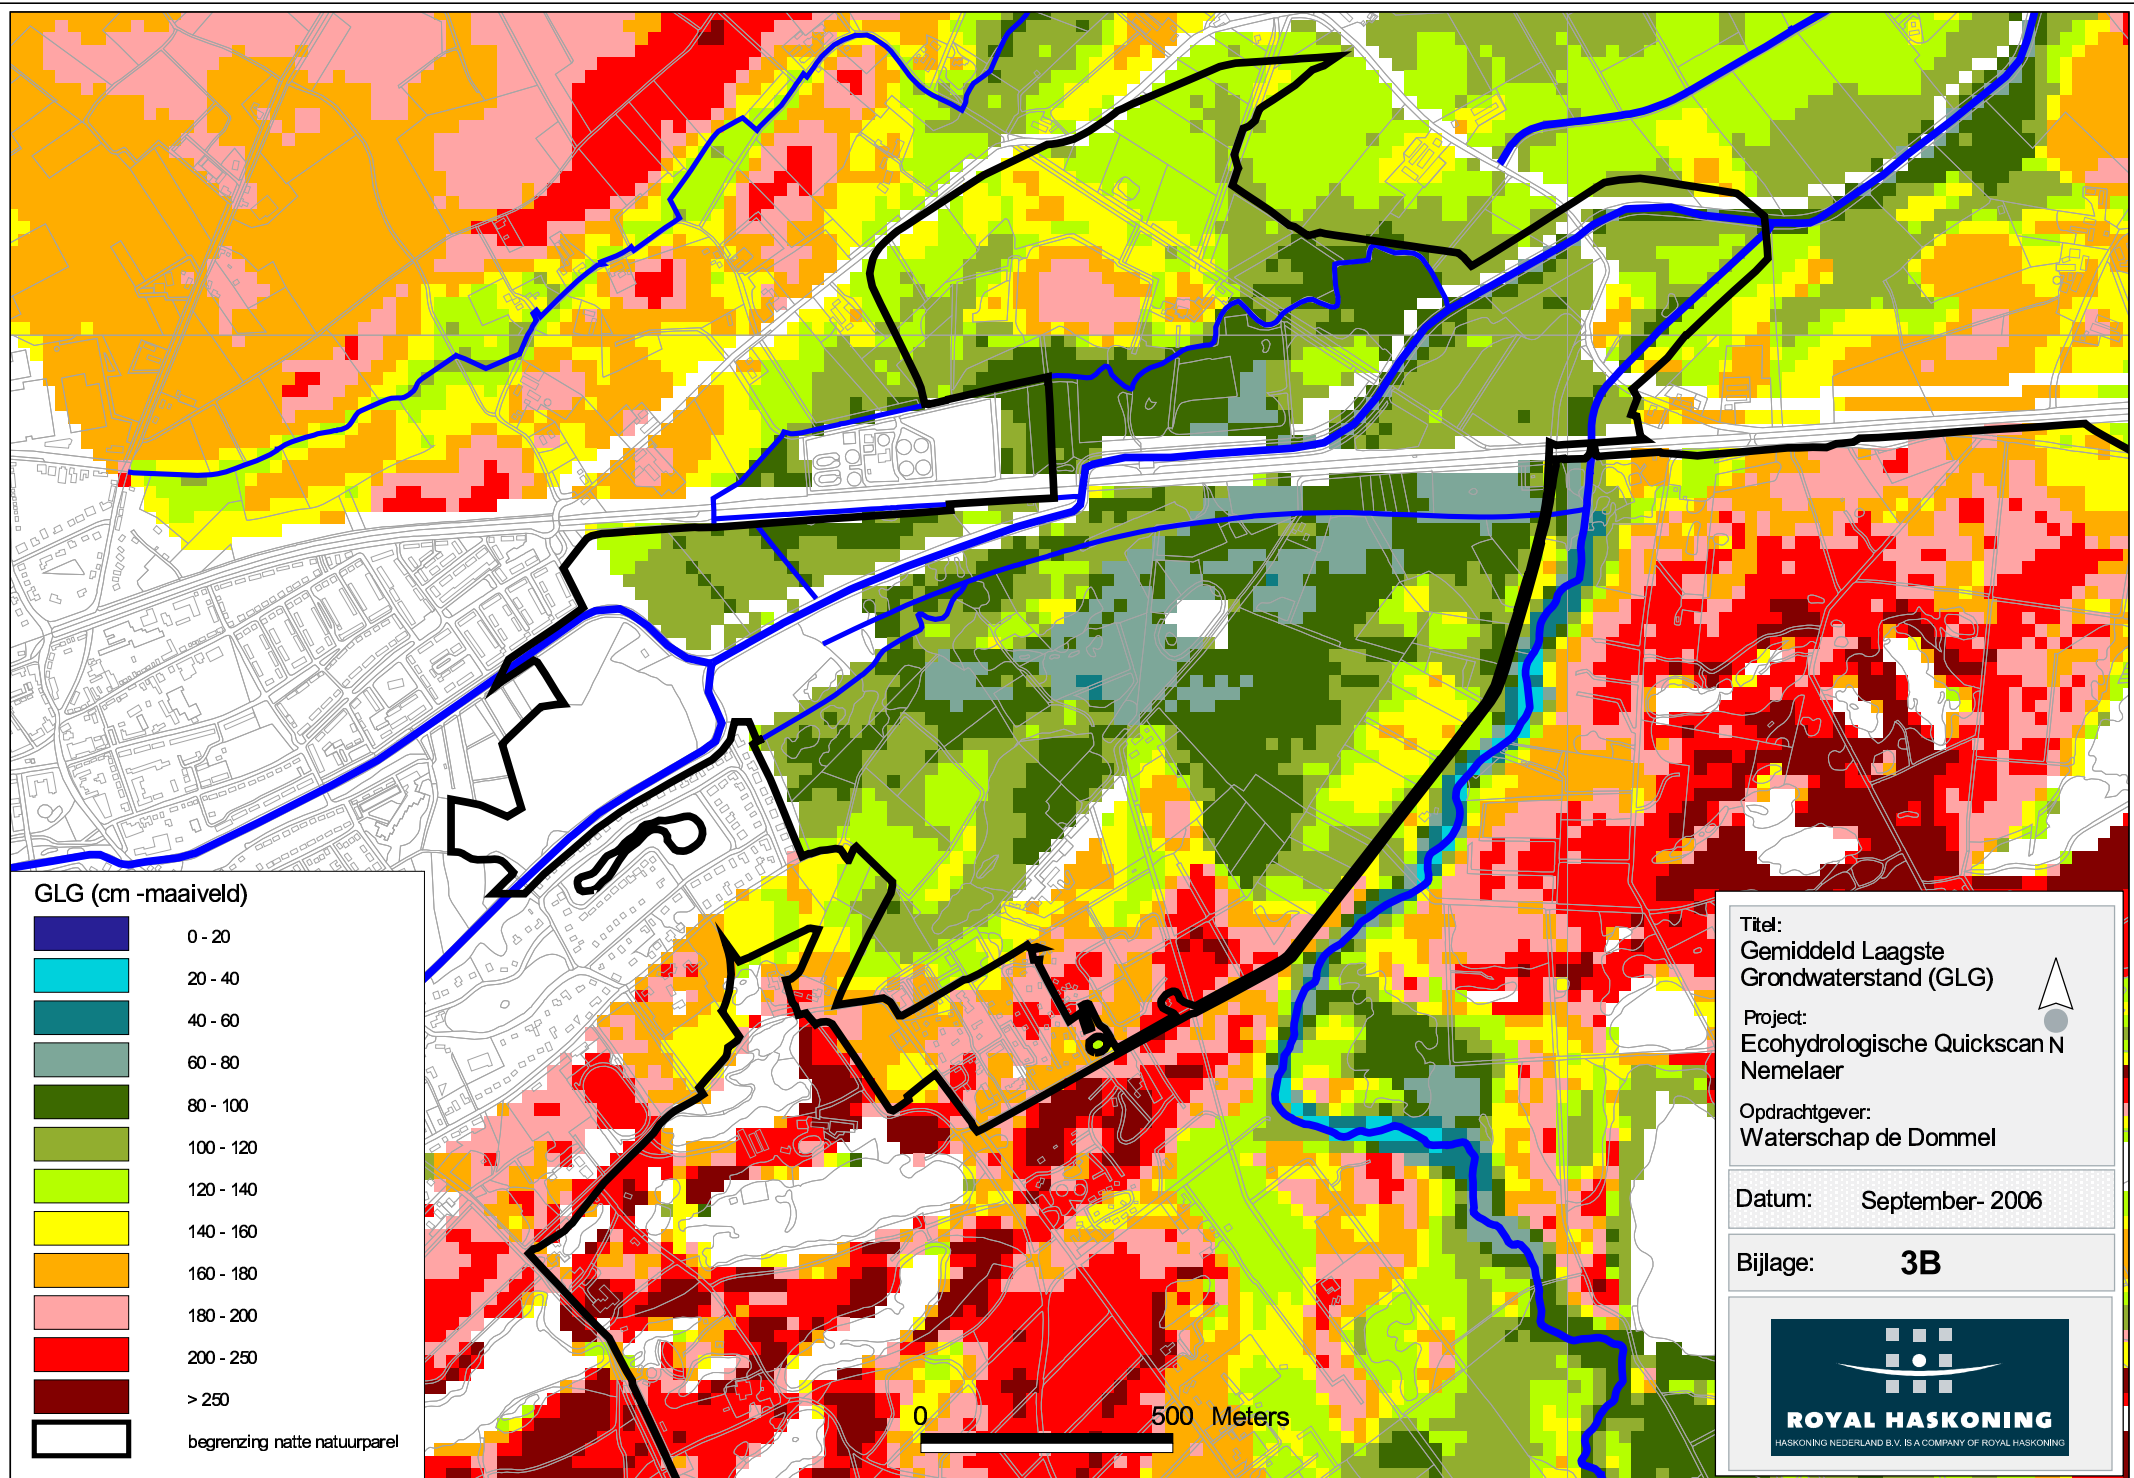 GLG (cm -maaiveld)
0 - 20
20 - 40
40 - 60
60 - 80
80 - 100
100 - 120
120 - 140
140 - 160
160 - 180
180 - 200
200 - 250
> 250
begrenzing natte natuurparel
0 500 Meters
Titel:
Gemiddeld Laagste
Grondwaterstand (GLG)
Project:
Ecohydrologische Quickscan
Nemelaer
N
Opdrachtgever:
Waterschap de Dommel
Datum: September- 2006
Bijlage: 3B
ROYAL HASKONING
HASKONING NEDERLAND B.V. IS A COMPANY OF ROYAL HASKONING